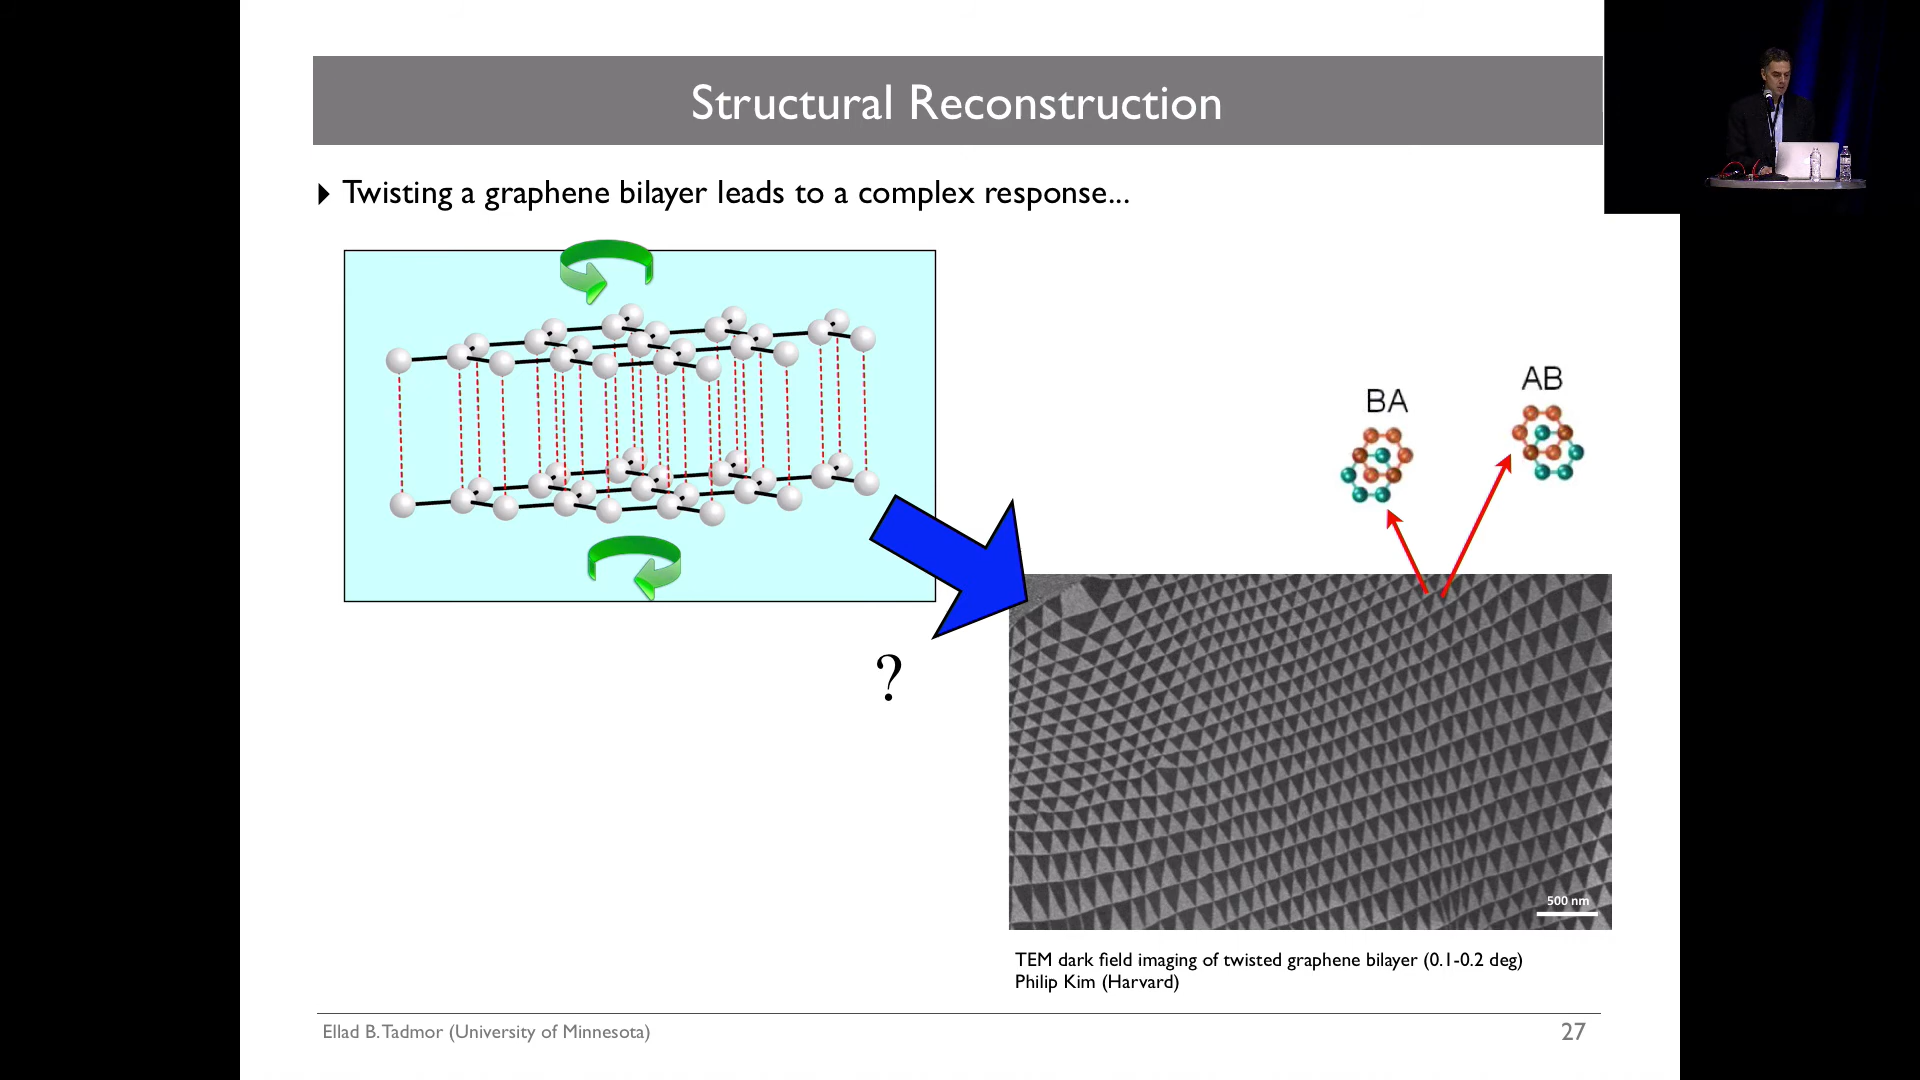 Structural Reconstruction
Twisting a graphene bilayer leads to a complex response...
AB
BA
?
500 nm
TEM dark field imaging of twisted graphene bilayer (0.1-0.2 deg)
Philip Kim (Harvard)
Ellad B. Tadmor (University of Minnesota)
27